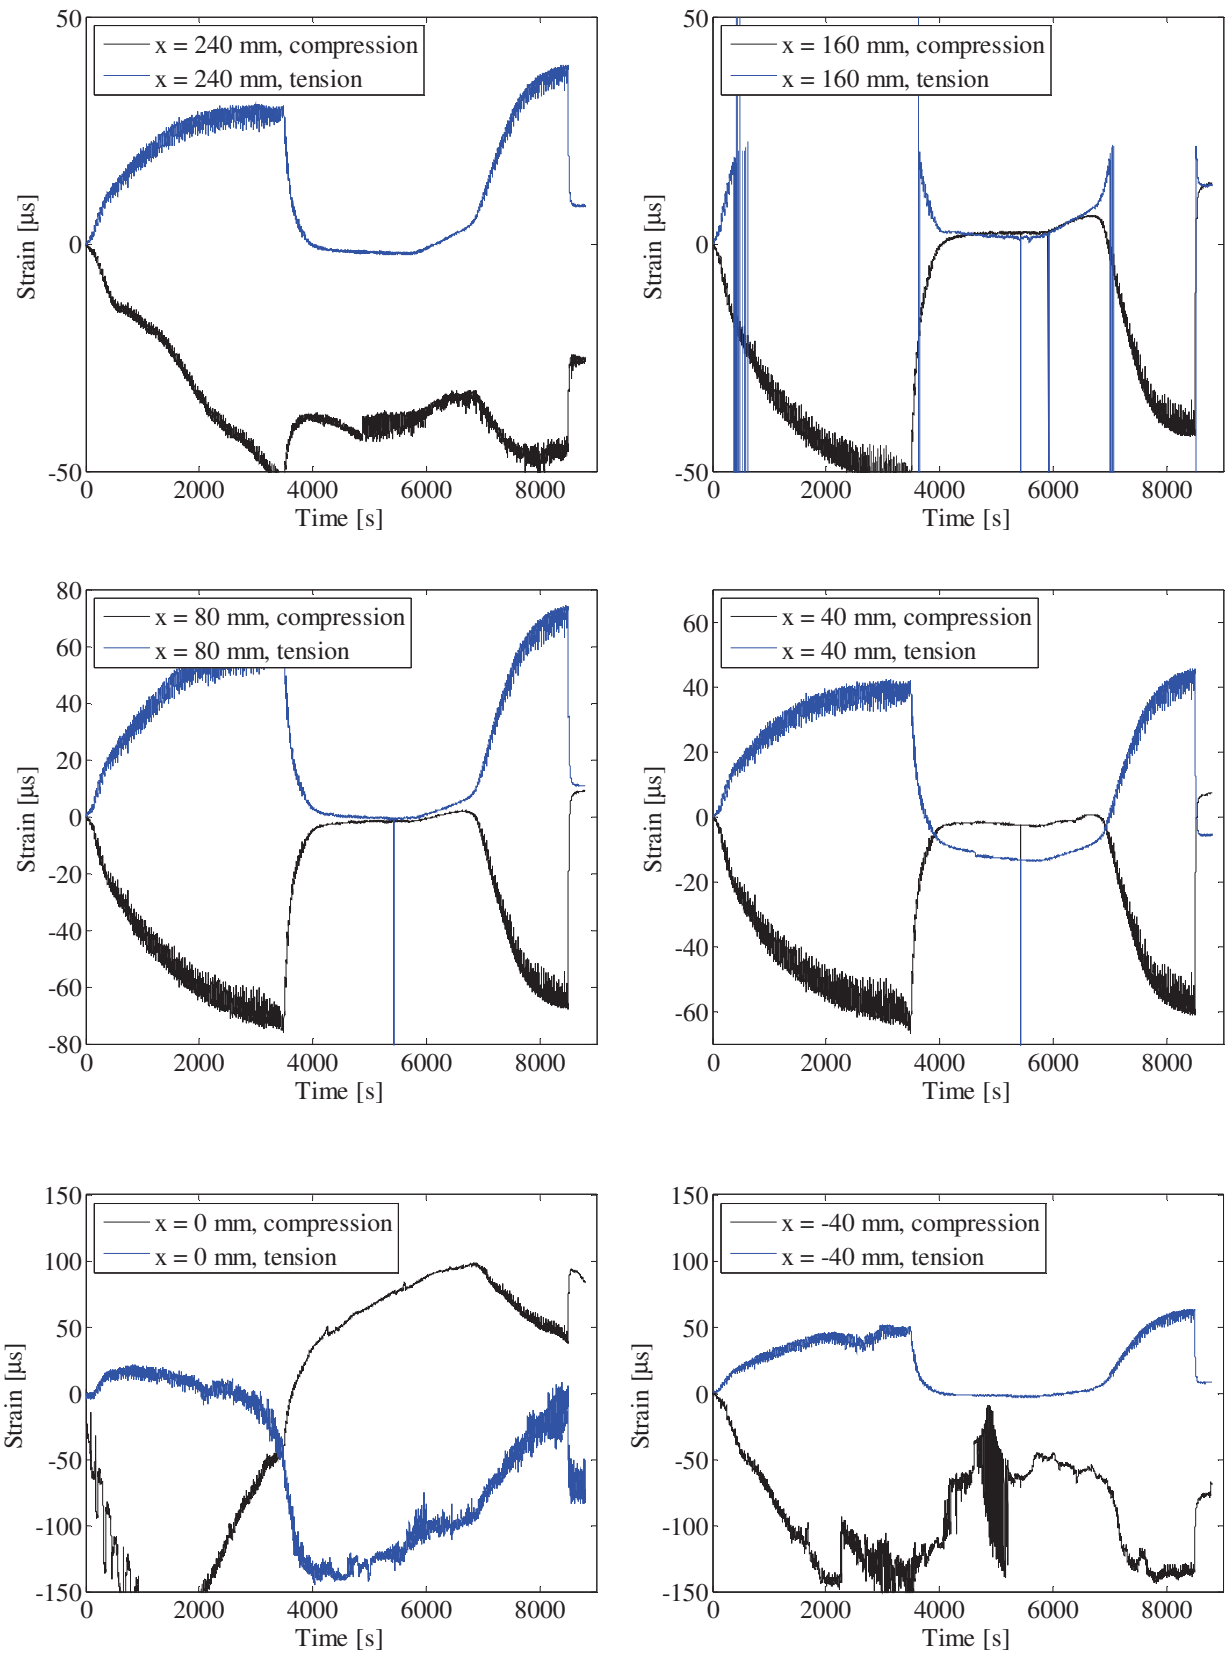 50
x = 240 mm, compression
x = 240 mm, tension
Strain [µs]
0
-50
0 2000 4000 6000 8000
Time [s]
50
x = 160 mm, compression
x = 160 mm, tension
Strain [µs]
0
-50
0 2000 4000 6000 8000
Time [s]
80
x = 80 mm, compression
x = 80 mm, tension
60
40
20
Strain [µs]
0
-20
-40
-60
-80
0 2000 4000 6000 8000
Time [s]
x = 40 mm, compression
60
x = 40 mm, tension
40
20
Strain [µs]
0
-20
-40
-60
0 2000 4000 6000 8000
Time [s]
150
x = 0 mm, compression
x = 0 mm, tension
100
50
Strain [µs]
0
-50
-100
-150
0 2000 4000 6000 8000
Time [s]
150
x = -40 mm, compression
x = -40 mm, tension
100
50
Strain [µs]
0
-50
-100
-150
0 2000 4000 6000 8000
Time [s]